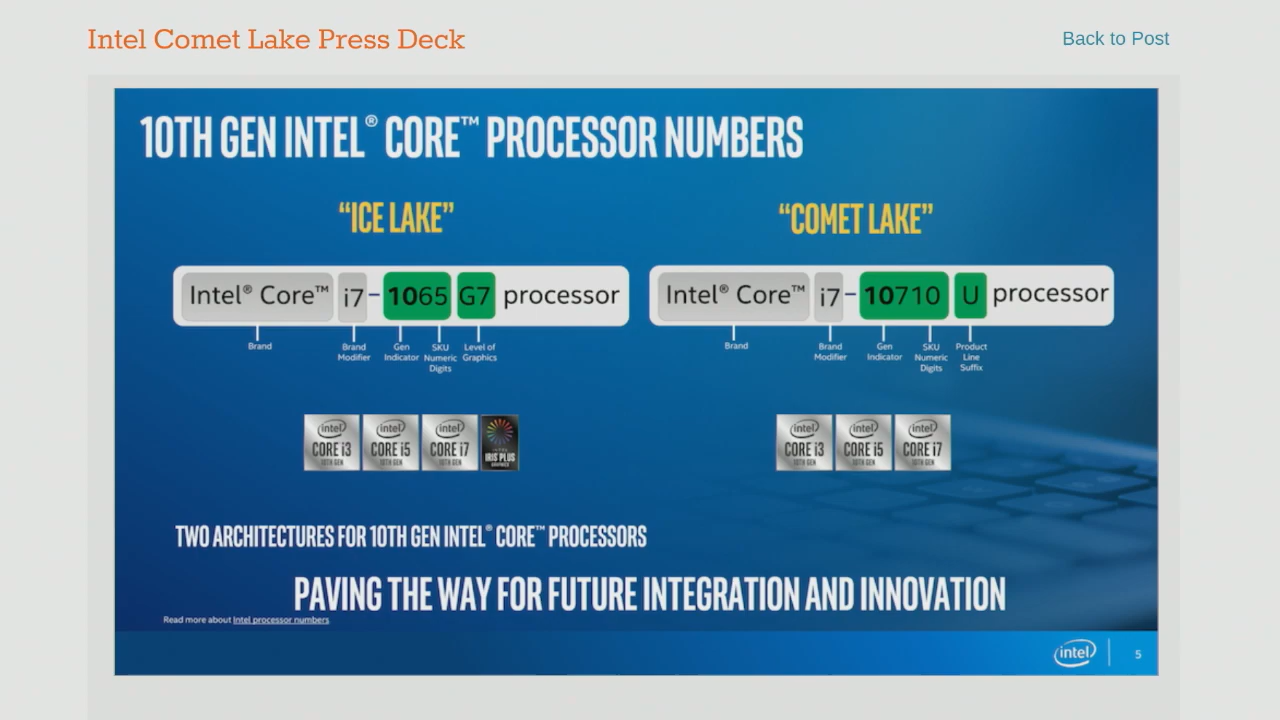 Intel Comet Lake Press Deck
Back to Post
10TH GEN INTEL® CORE™ PROCESSOR NUMBERS
“ICE LAKE”
“COMET LAKE”
Intel® Core™ i7-1065 G7 processor
Intel® Core™ i7-10710 U processor
Brand
Brand Modifier
Gen Indicator
SKU Numeric Digits
Level of Graphics
Brand
Brand Modifier
Gen Indicator
SKU Numeric Digits
Product Line Suffix
intel CORE i3 10TH GEN
intel CORE i5 10TH GEN
intel CORE i7 10TH GEN
INTEL IRIS PLUS GRAPHICS
intel CORE i3 10TH GEN
intel CORE i5 10TH GEN
intel CORE i7 10TH GEN
TWO ARCHITECTURES FOR 10TH GEN INTEL® CORE™ PROCESSORS
PAVING THE WAY FOR FUTURE INTEGRATION AND INNOVATION
Read more about Intel processor numbers
intel
5